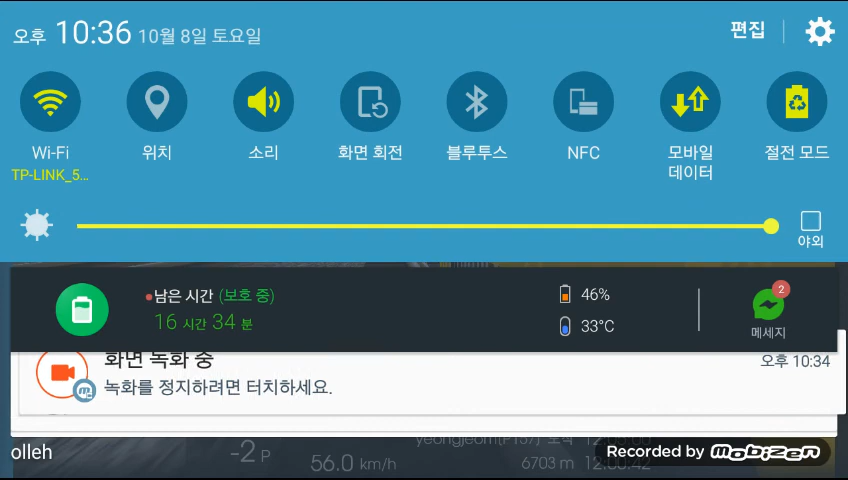 오후 10:36 10월 8일 토요일
편집
Wi-Fi
TP-LINK_5...
위치
소리
화면 회전
블루투스
NFC
모바일
데이터
절전 모드
야외
남은 시간 (보호 중)
16 시간 34 분
46%
33°C
2
메세지
화면 녹화 중
오후 10:34
녹화를 정지하려면 터치하세요.
olleh
-2 P
56.0 km/h
6703 m
Recorded by Mobizen